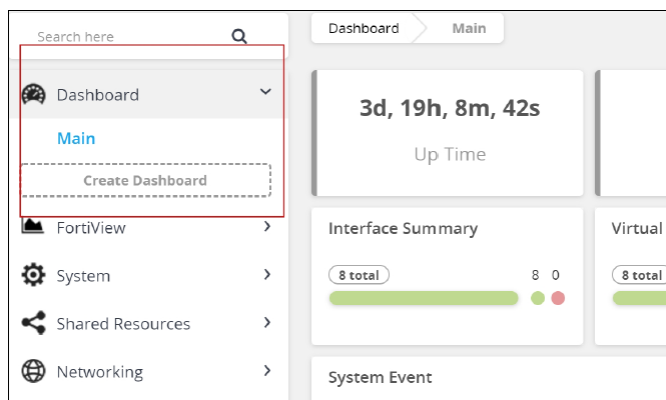 Search here
Dashboard
Main
Create Dashboard
FortiView
System
Shared Resources
Networking
Dashboard Main
3d, 19h, 8m, 42s
Up Time
Interface Summary
8 total 8 0
Virtual
8 total
System Event